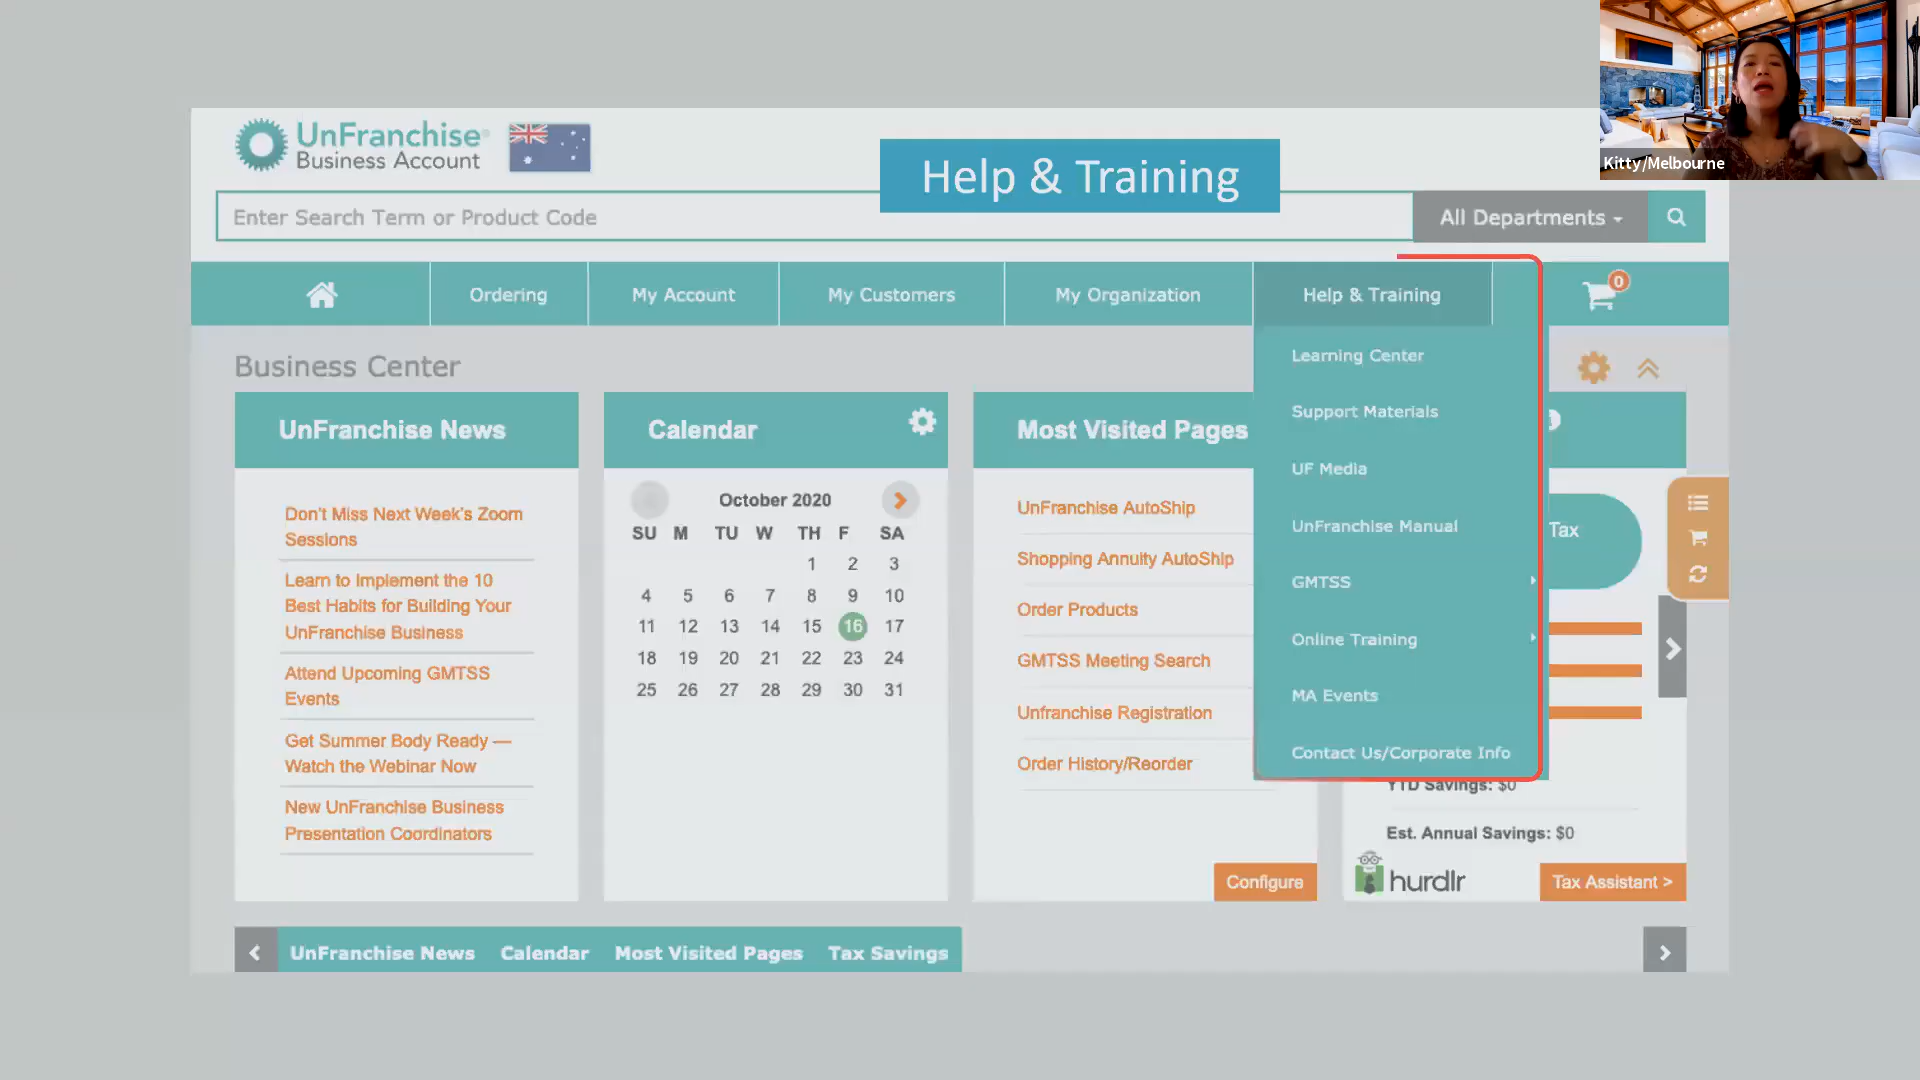 Kitty/Melbourne
UnFranchise®
Business Account
Help & Training
Enter Search Term or Product Code
All Departments
Ordering
My Account
My Customers
My Organization
Help & Training
0
Learning Center
Support Materials
UF Media
UnFranchise Manual
GMTSS
Online Training
MA Events
Contact Us/Corporate Info
Business Center
UnFranchise News
Don't Miss Next Week's Zoom
Sessions
Learn to Implement the 10
Best Habits for Building Your
UnFranchise Business
Attend Upcoming GMTSS
Events
Get Summer Body Ready —
Watch the Webinar Now
New UnFranchise Business
Presentation Coordinators
Calendar
October 2020
SU M TU W TH F SA
1 2 3
4 5 6 7 8 9 10
11 12 13 14 15 16 17
18 19 20 21 22 23 24
25 26 27 28 29 30 31
Most Visited Pages
UnFranchise AutoShip
Shopping Annuity AutoShip
Order Products
GMTSS Meeting Search
Unfranchise Registration
Order History/Reorder
Configure
Tax
YTD Savings: $0
Est. Annual Savings: $0
hurdlr
Tax Assistant >
UnFranchise News
Calendar
Most Visited Pages
Tax Savings